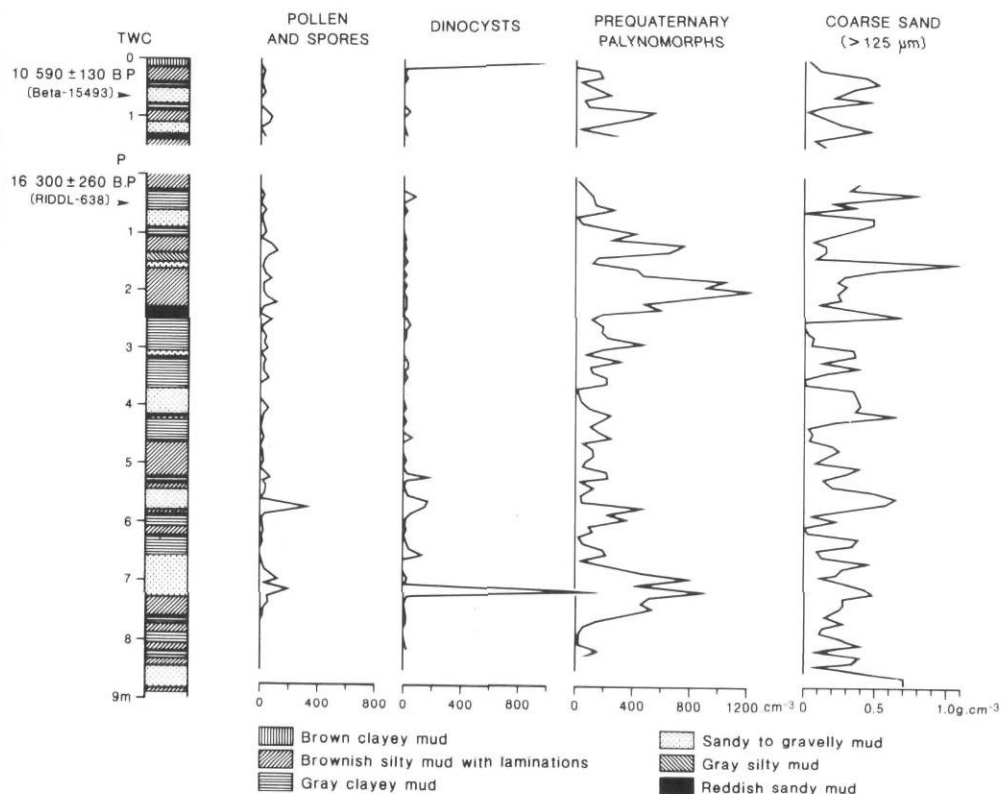 POLLEN
AND SPORES
DINOCYSTS
PREQUATERNARY
PALYNOMORPHS
COARSE SAND
(> 125 µm)
TWC
0
10 590 ± 130 B.P
(Beta-15493)
1
P
16 300 ± 260 B.P
(RIDDL-638)
1
2
3
4
5
6
7
8
9m
0 400 800
0 400 800
0 400 800 1200 .cm⁻³
0 0.5 1.0g.cm⁻³
Brown clayey mud
Brownish silty mud with laminations
Gray clayey mud
Sandy to gravelly mud
Gray silty mud
Reddish sandy mud